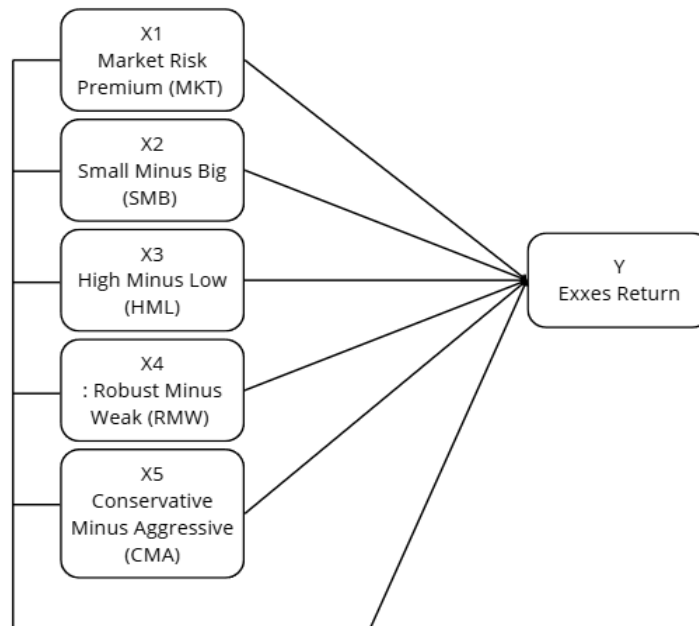 X1
Market Risk
Premium (MKT)
X2
Small Minus Big
(SMB)
X3
High Minus Low
(HML)
X4
: Robust Minus
Weak (RMW)
X5
Conservative
Minus Aggressive
(CMA)
Y
Exxes Return